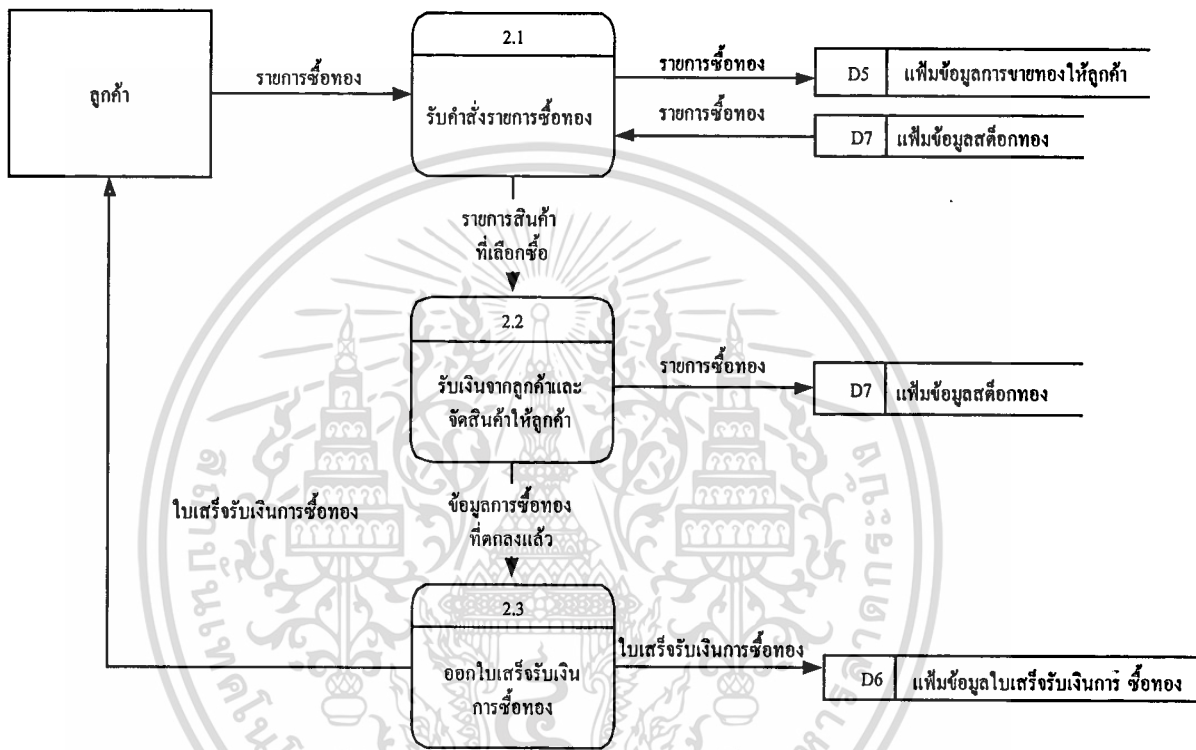 2.1
ลูกค้า
รายการซื้อทอง
รับคำสั่งรายการซื้อทอง
รายการซื้อทอง
D5 แฟ้มข้อมูลการขายทองให้ลูกค้า
รายการซื้อทอง
D7 แฟ้มข้อมูลสต็อกทอง
รายการสินค้า
ที่เลือกซื้อ
2.2
รับเงินจากลูกค้าและ
จัดสินค้าให้ลูกค้า
รายการซื้อทอง
D7 แฟ้มข้อมูลสต็อกทอง
ใบเสร็จรับเงินการซื้อทอง
ข้อมูลการซื้อทอง
ที่ตกลงแล้ว
2.3
ออกใบเสร็จรับเงิน
การซื้อทอง
ใบเสร็จรับเงินการซื้อทอง
D6 แฟ้มข้อมูลใบเสร็จรับเงินการ ซื้อทอง